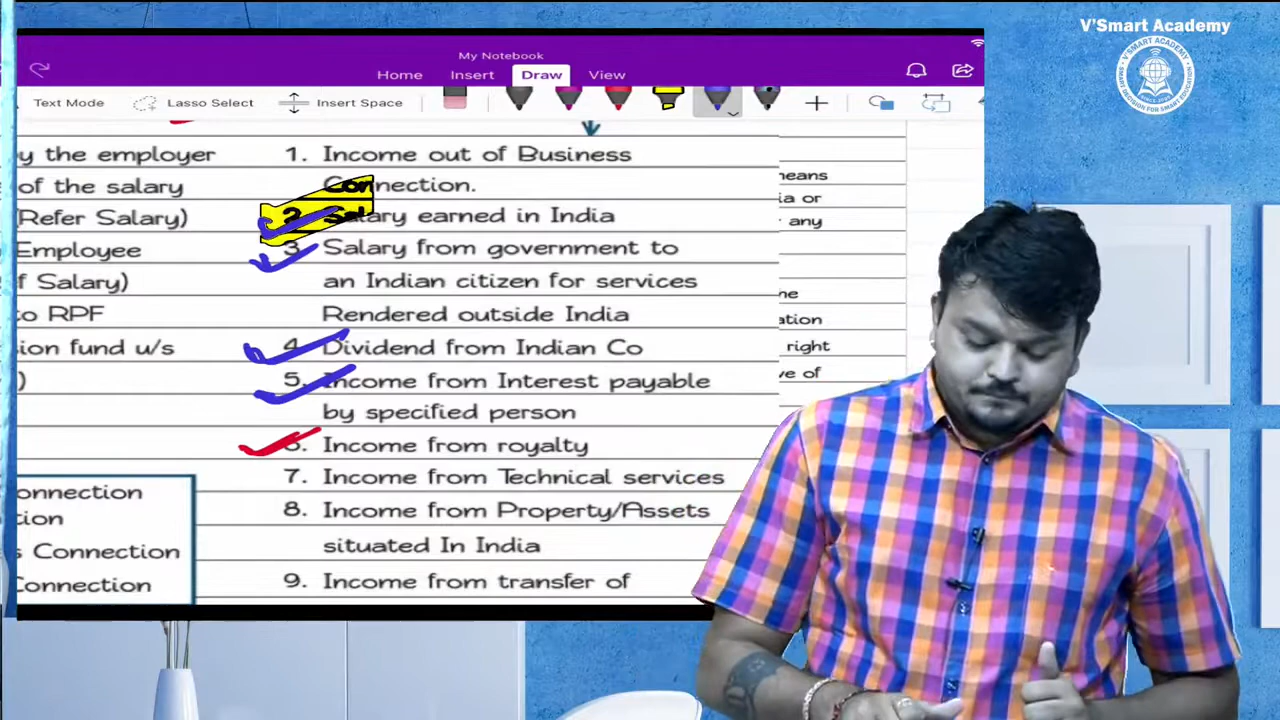 V'Smart Academy
My Notebook
Home Insert Draw View
Text Mode Lasso Select Insert Space
y the employer
of the salary
(Refer Salary)
Employee
f Salary)
to RPF
ion fund u/s
)
onnection
tion
s Connection
Connection
1. Income out of Business
Connection.
2. Salary earned in India
3. Salary from government to
an Indian citizen for services
Rendered outside India
4. Dividend from Indian Co
5. Income from Interest payable
by specified person
6. Income from royalty
7. Income from Technical services
8. Income from Property/Assets
situated In India
9. Income from transfer of
neans
ia or
r any
ne
ation
right
ve of